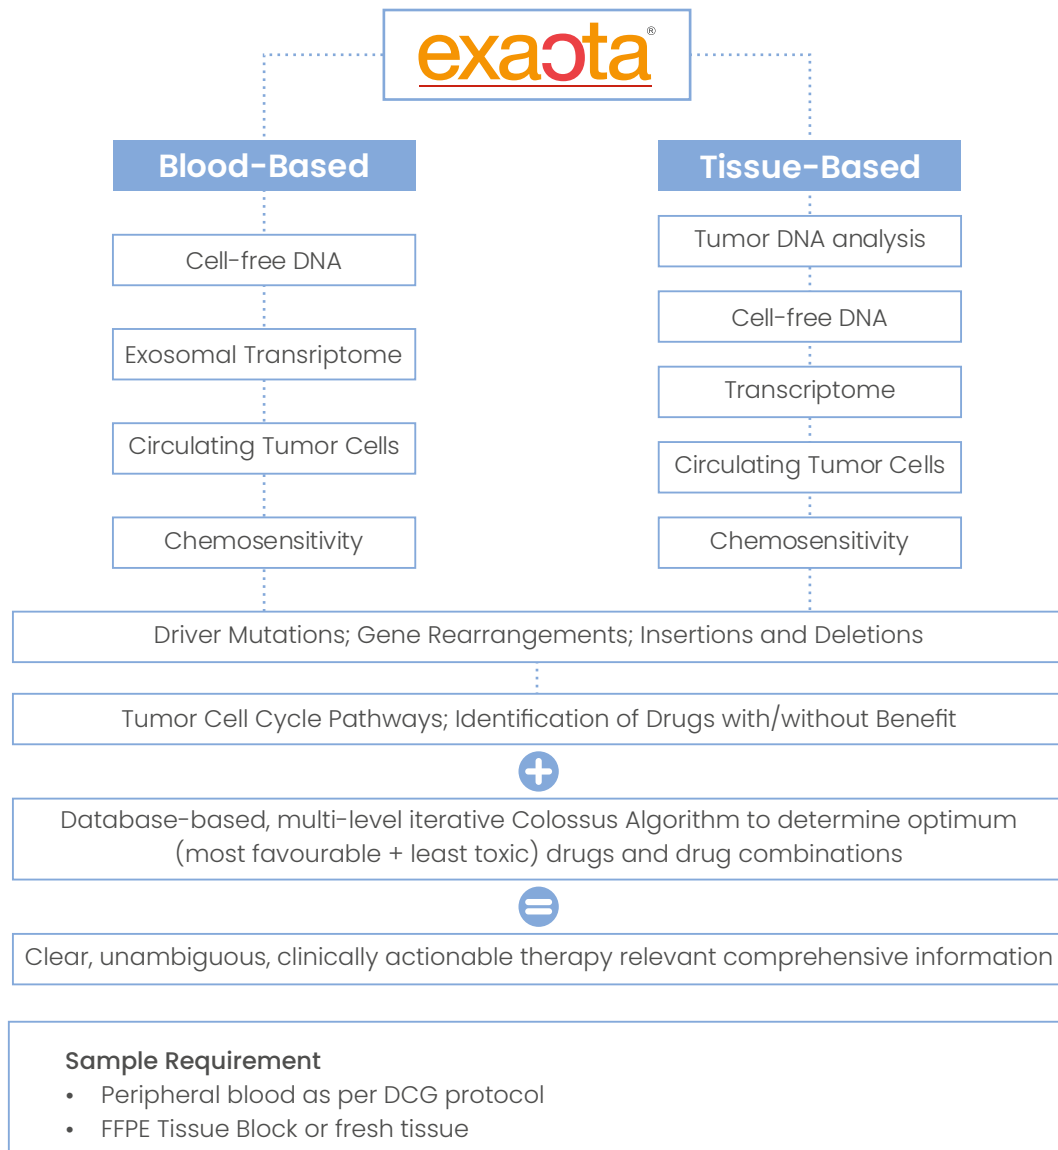 exacta®
Blood-Based
Cell-free DNA
Exosomal Transriptome
Circulating Tumor Cells
Chemosensitivity
Tissue-Based
Tumor DNA analysis
Cell-free DNA
Transcriptome
Circulating Tumor Cells
Chemosensitivity
Driver Mutations; Gene Rearrangements; Insertions and Deletions
Tumor Cell Cycle Pathways; Identification of Drugs with/without Benefit
+
Database-based, multi-level iterative Colossus Algorithm to determine optimum
(most favourable + least toxic) drugs and drug combinations
=
Clear, unambiguous, clinically actionable therapy relevant comprehensive information
Sample Requirement
• Peripheral blood as per DCG protocol
• FFPE Tissue Block or fresh tissue